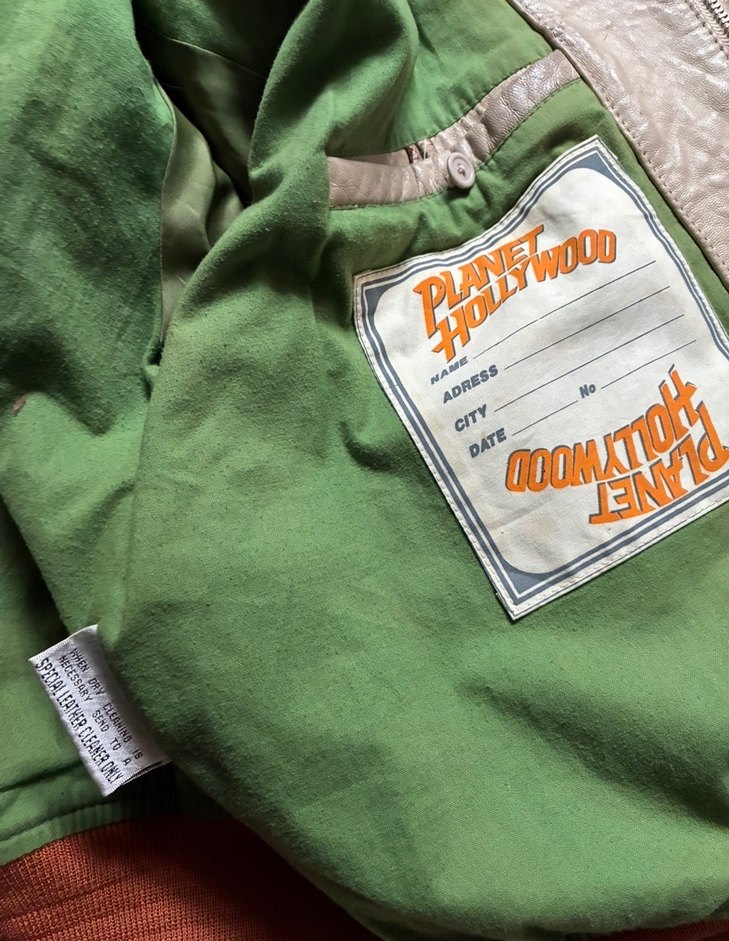 PLANET
HOLLYWOOD
NAME
ADRESS
CITY No
DATE
PLANET
HOLLYWOOD
WHEN DRY CLEANING IS
NECESSARY SEND TO A
SPECIAL LEATHER CLEANER ONLY